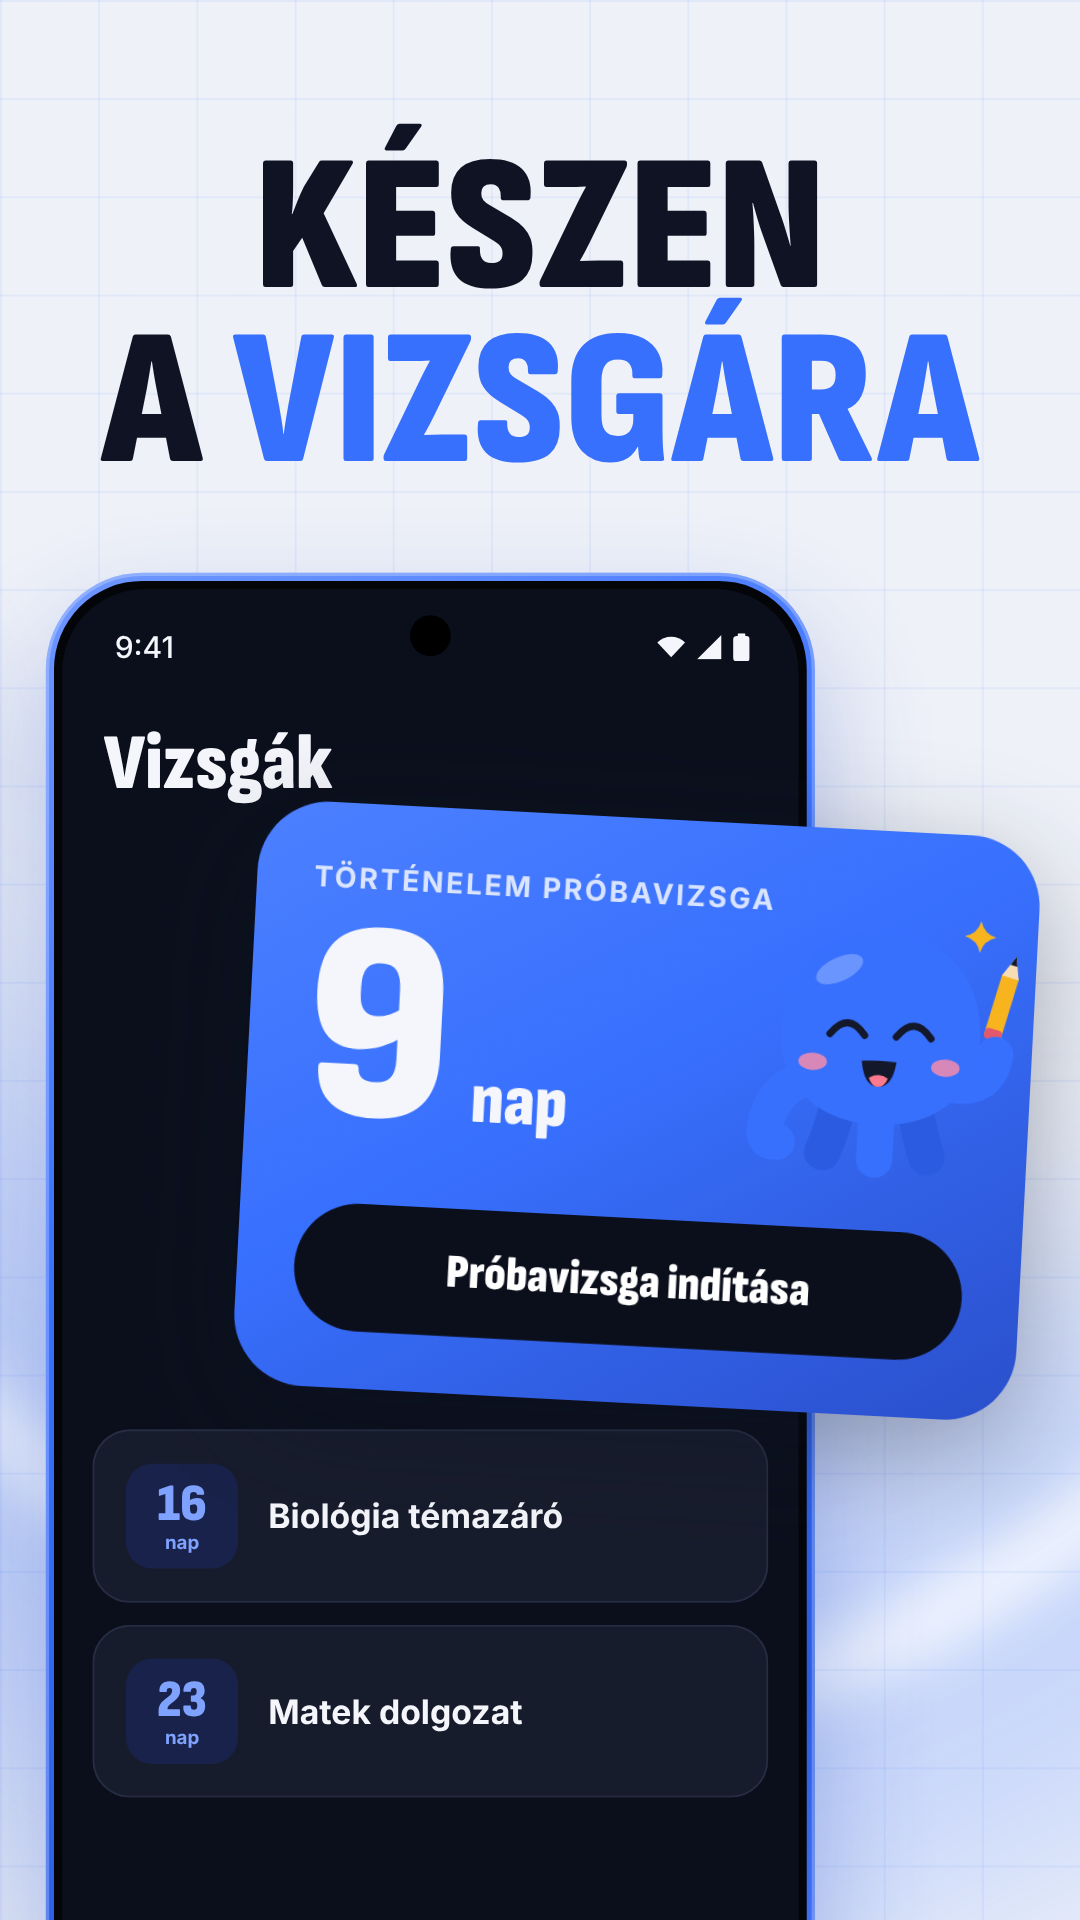 KÉSZEN
A VIZSGÁRA
9:41
Vizsgák
TÖRTÉNELEM PRÓBAVIZSGA
9 nap
Próbavizsga indítása
16
nap
Biológia témazáró
23
nap
Matek dolgozat